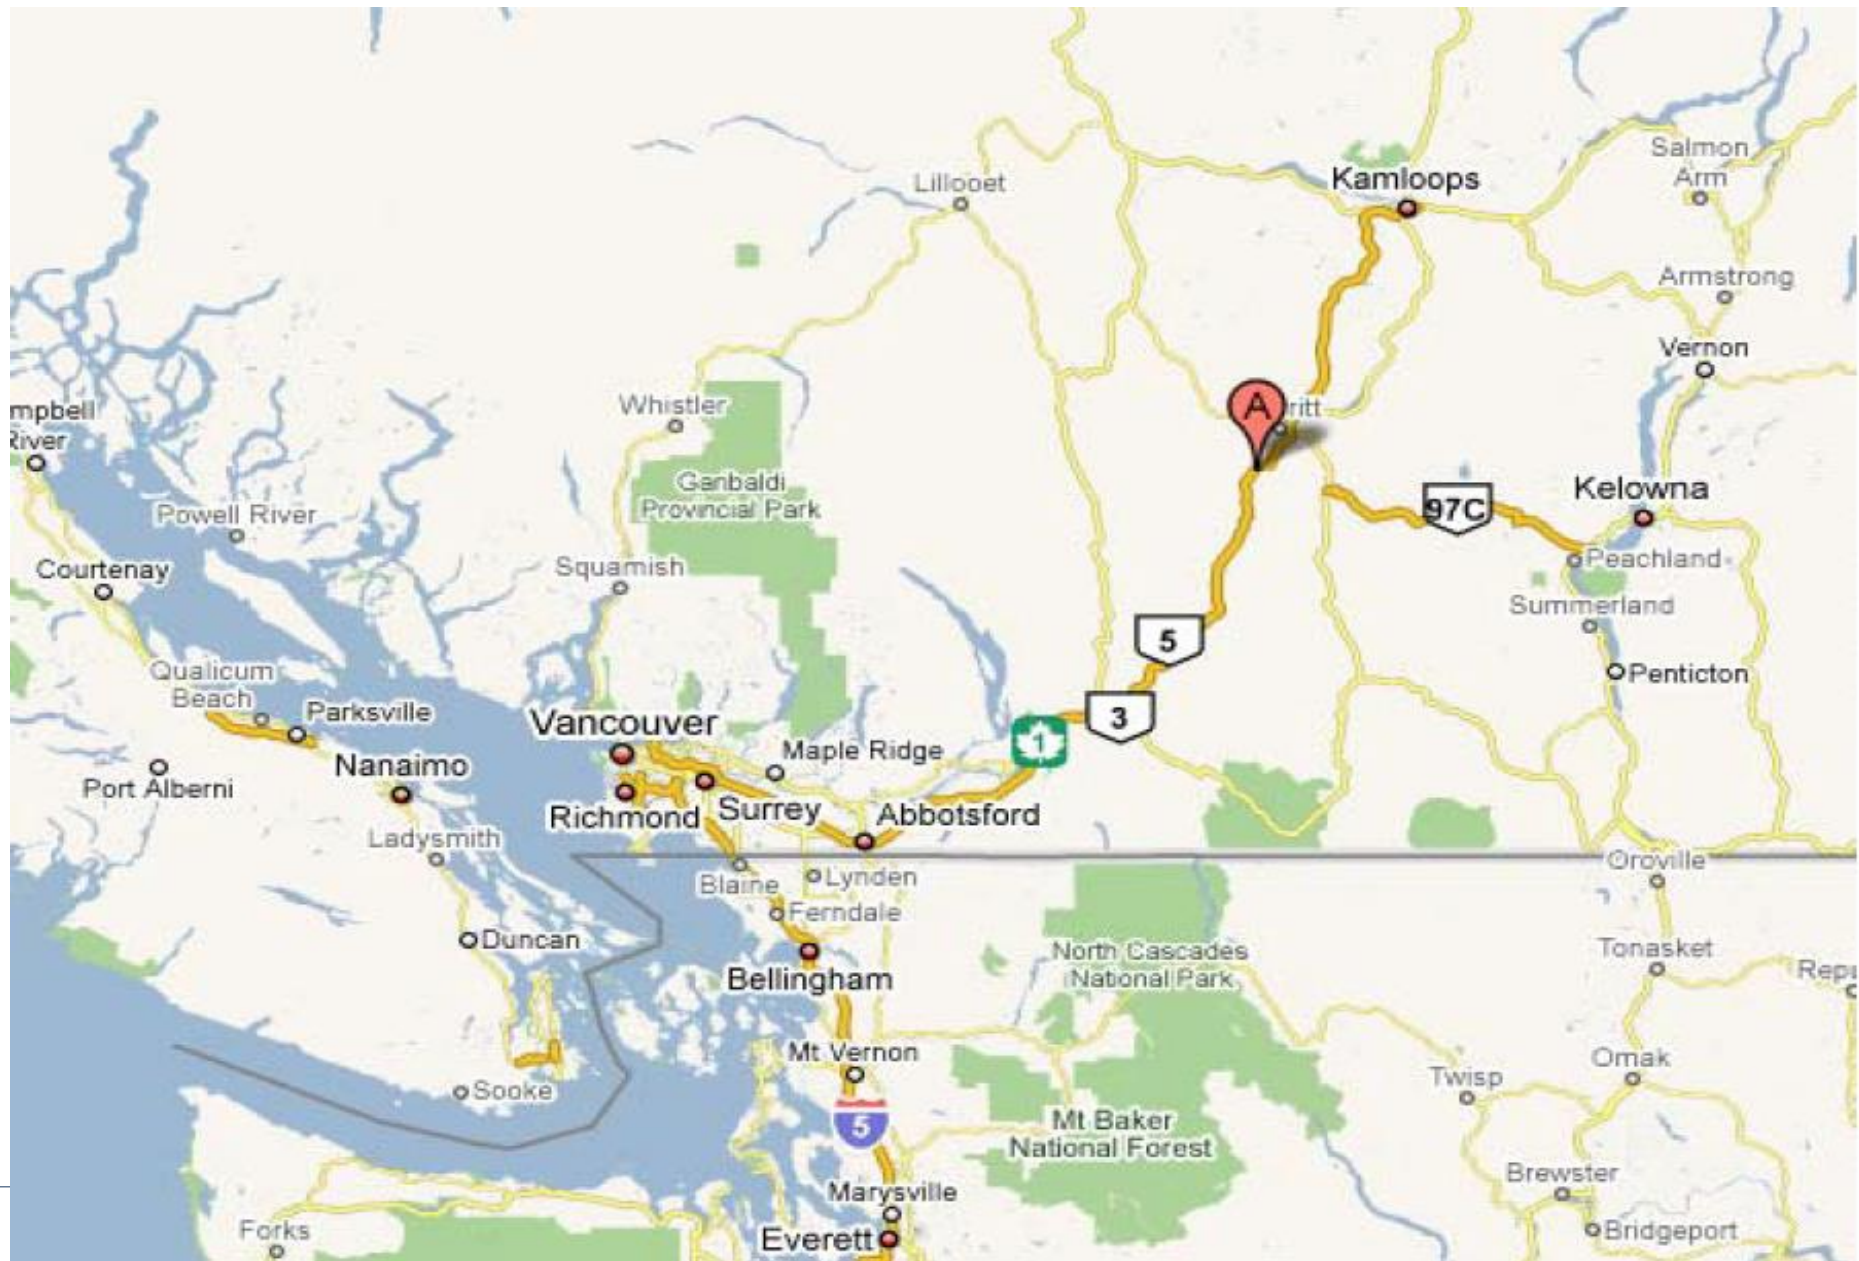 Salmon
Arm
Kamloops
Lillooet
Armstrong
Vernon
Whistler
A
ritt
mpbell
River
Garibaldi
Provincial Park
97C
Kelowna
Powell River
Squamish
Courtenay
Peachland
Summerland
5
Qualicum
Beach
Penticton
Parksville
Vancouver
3
1
Maple Ridge
Nanaimo
Port Alberni
Richmond
Surrey
Abbotsford
Ladysmith
Oroville
Blaine
Lynden
Ferndale
Duncan
North Cascades
National Park
Tonasket
Repu
Bellingham
Mt Vernon
Omak
Twisp
Sooke
5
Mt Baker
National Forest
Brewster
Marysville
Forks
Everett
Bridgeport